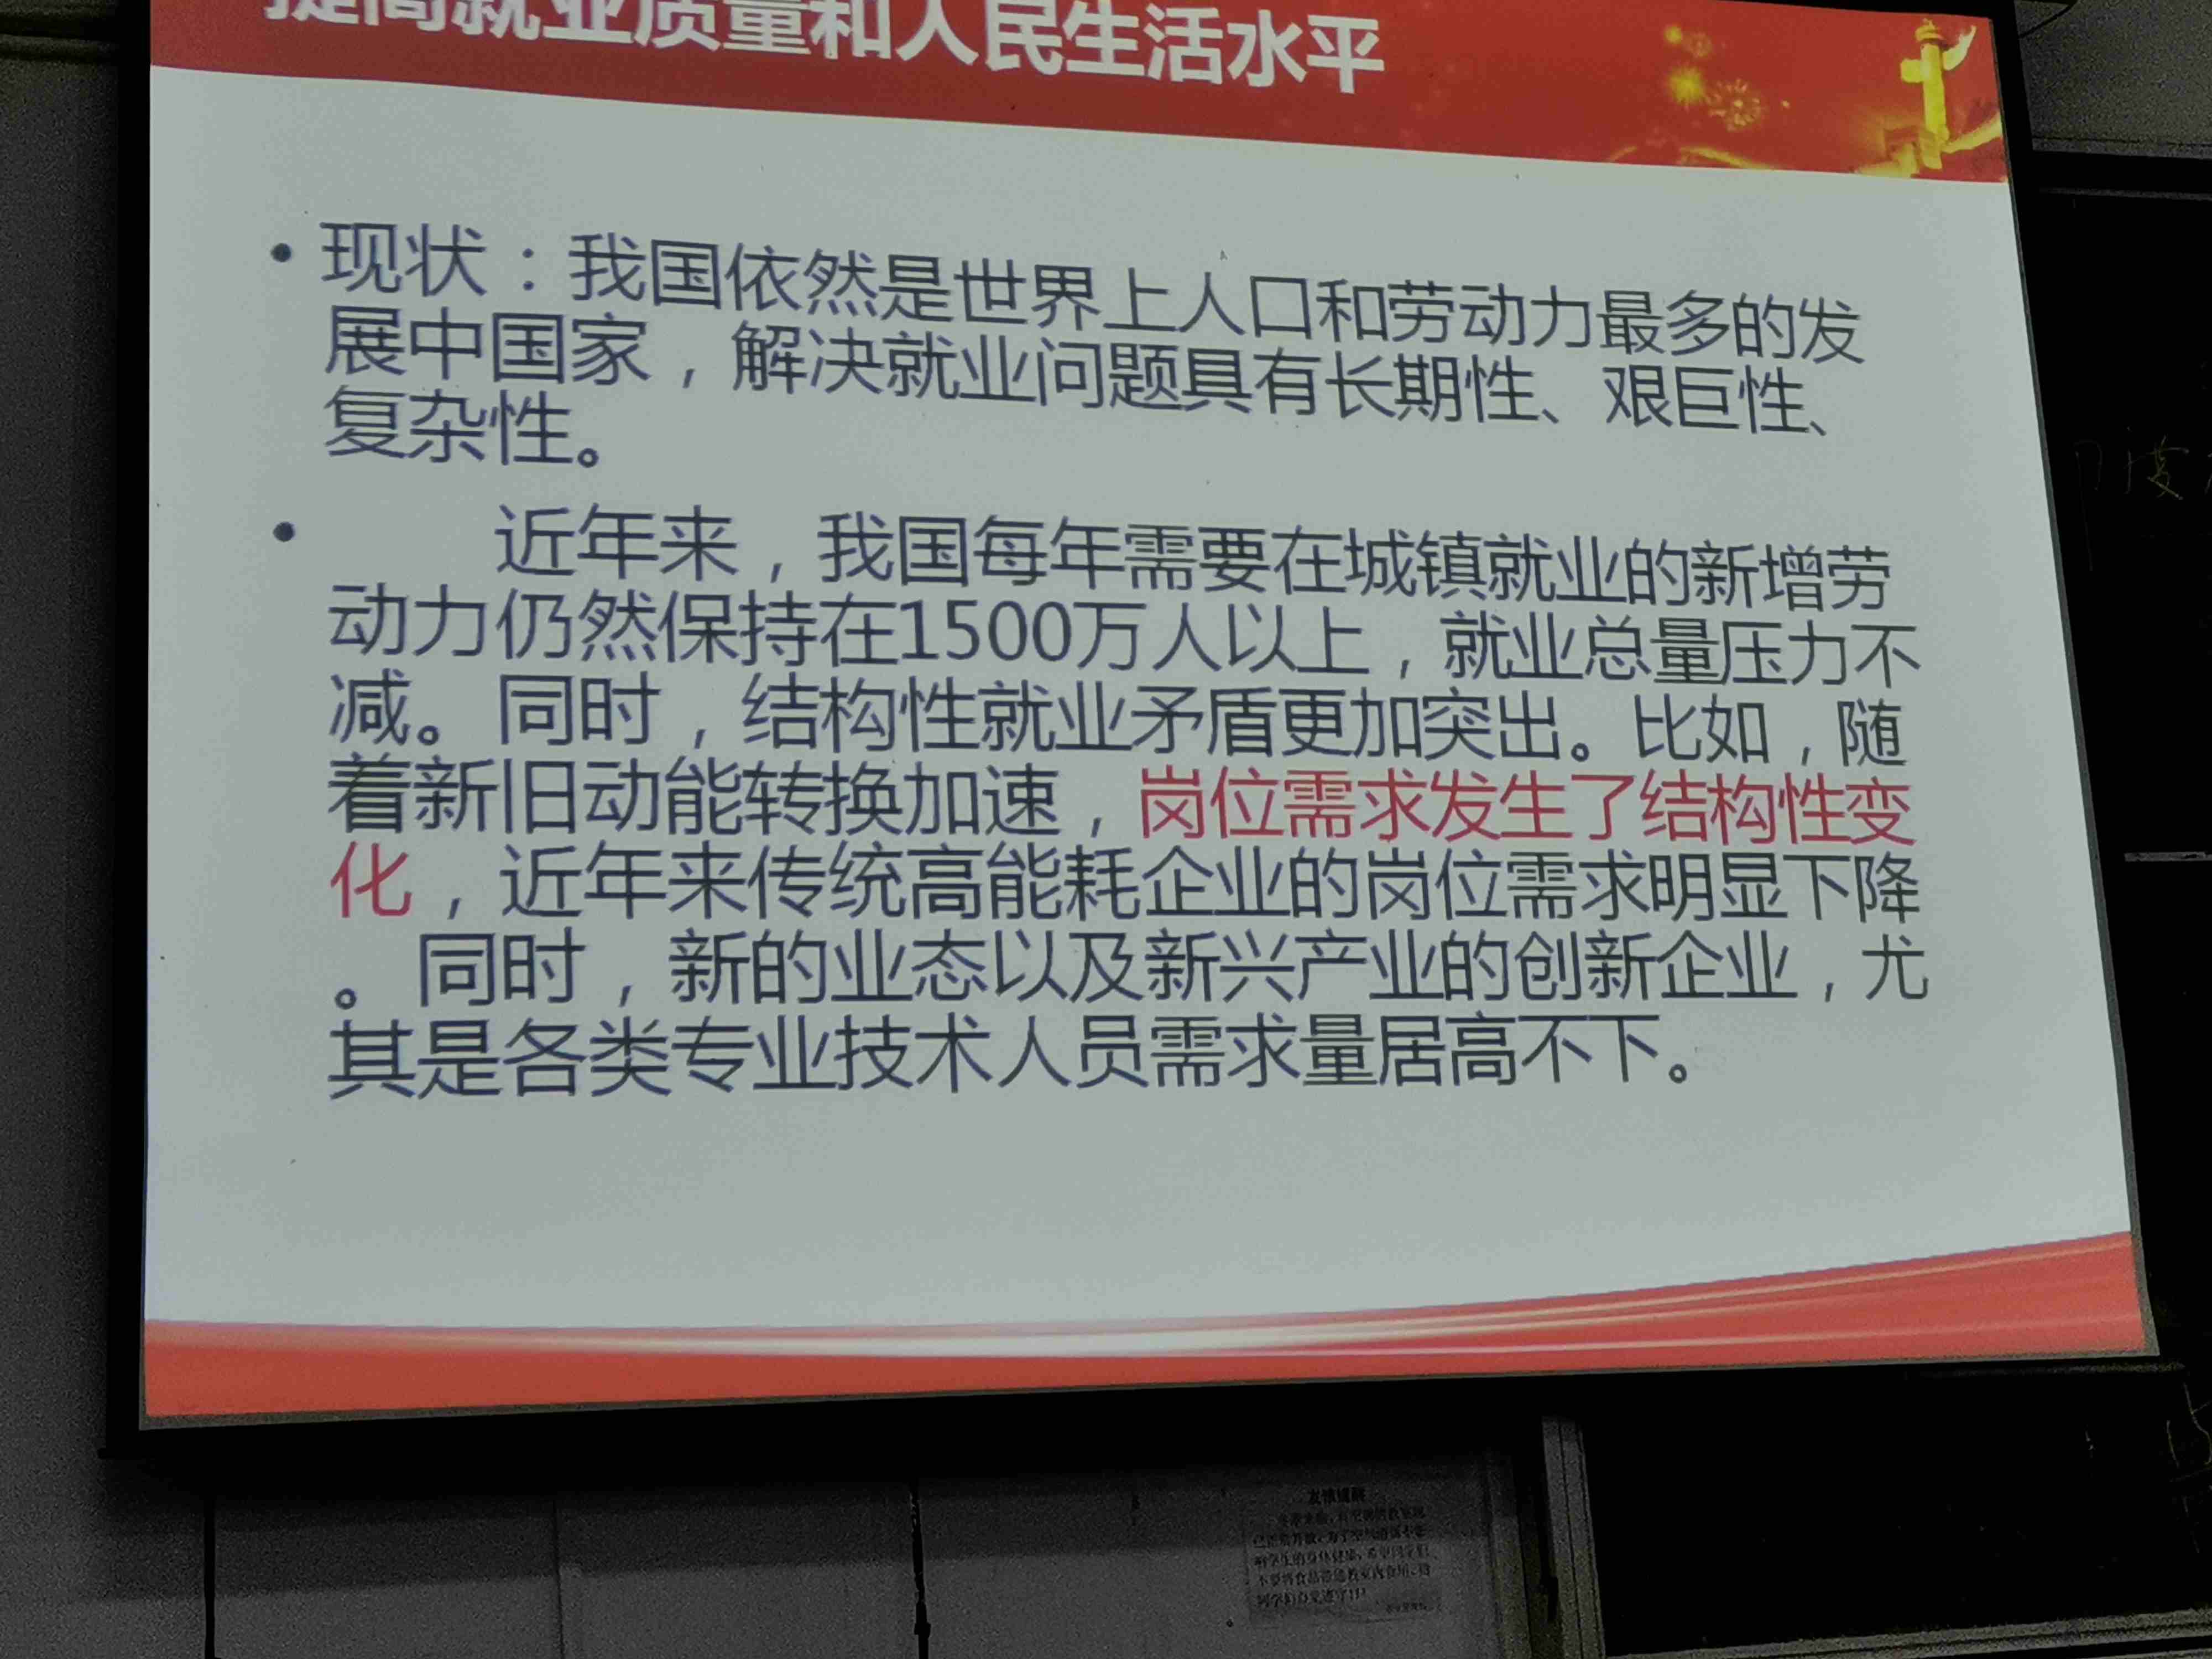 提高就业质量和人民生活水平
• 现状：我国依然是世界上人口和劳动力最多的发
展中国家，解决就业问题具有长期性、艰巨性、
复杂性。
• 近年来，我国每年需要在城镇就业的新增劳
动力仍然保持在1500万人以上，就业总量压力不
减。同时，结构性就业矛盾更加突出。比如，随
着新旧动能转换加速，岗位需求发生了结构性变
化，近年来传统高能耗企业的岗位需求明显下降
。同时，新的业态以及新兴产业的创新企业，尤
其是各类专业技术人员需求量居高不下。
友情提醒